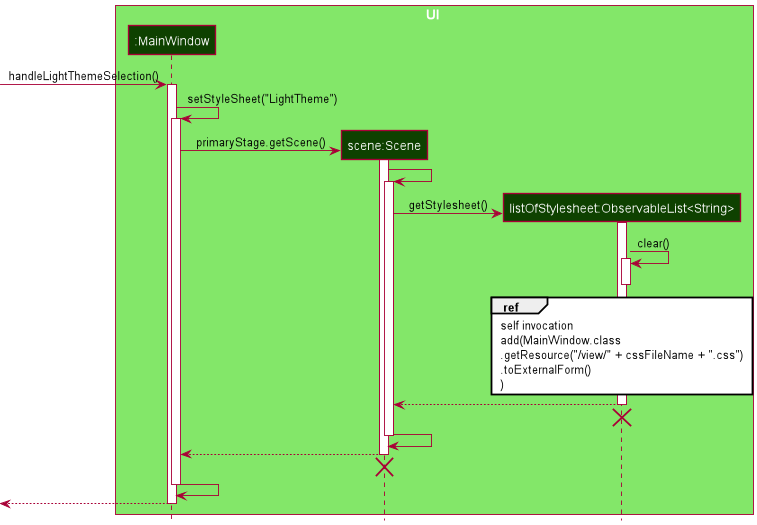 UI
:MainWindow
handleLightThemeSelection()
setStyleSheet("LightTheme")
primaryStage.getScene()
scene:Scene
getStylesheet()
listOfStylesheet:ObservableList<String>
clear()
ref
self invocation
add(MainWindow.class
.getResource("/view/" + cssFileName + ".css")
.toExternalForm()
)